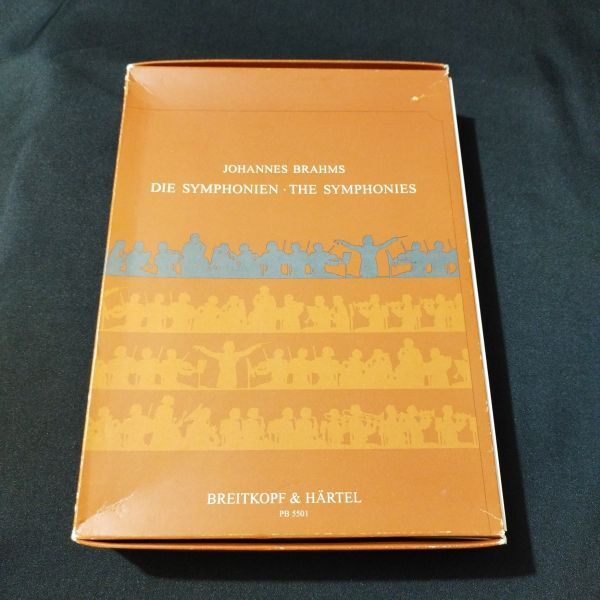 JOHANNES BRAHMS
DIE SYMPHONIEN · THE SYMPHONIES
BREITKOPF & HÄRTEL
PB 5501